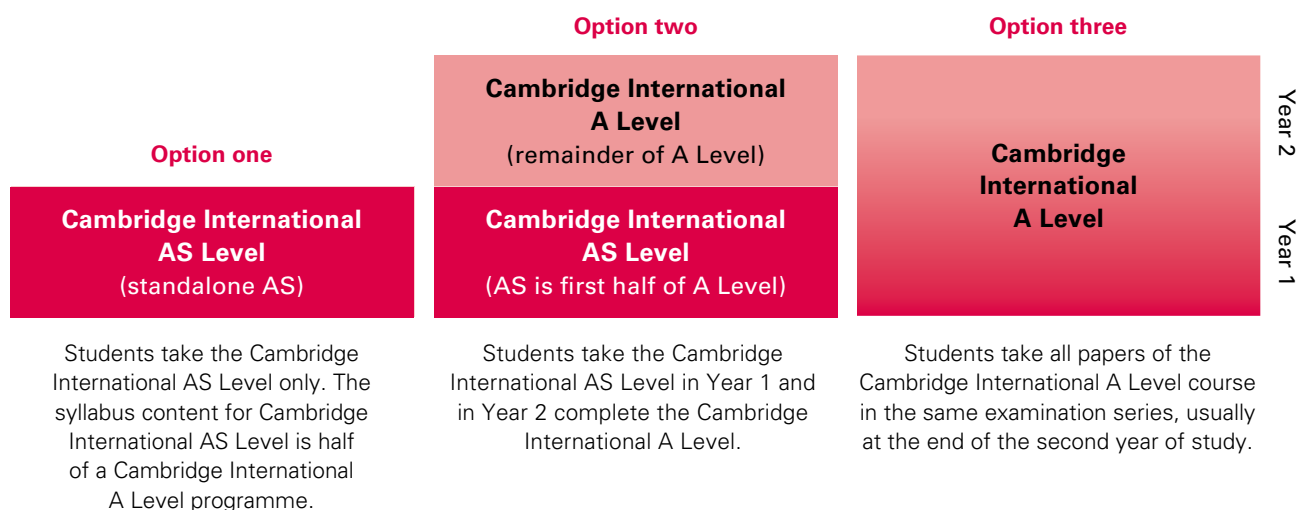 Option one
Cambridge International
AS Level
(standalone AS)
Students take the Cambridge
International AS Level only. The
syllabus content for Cambridge
International AS Level is half
of a Cambridge International
A Level programme.
Option two
Cambridge International
A Level
(remainder of A Level)
Cambridge International
AS Level
(AS is first half of A Level)
Students take the Cambridge
International AS Level in Year 1 and
in Year 2 complete the Cambridge
International A Level.
Option three
Cambridge
International
A Level
Students take all papers of the
Cambridge International A Level course
in the same examination series, usually
at the end of the second year of study.
Year 2
Year 1